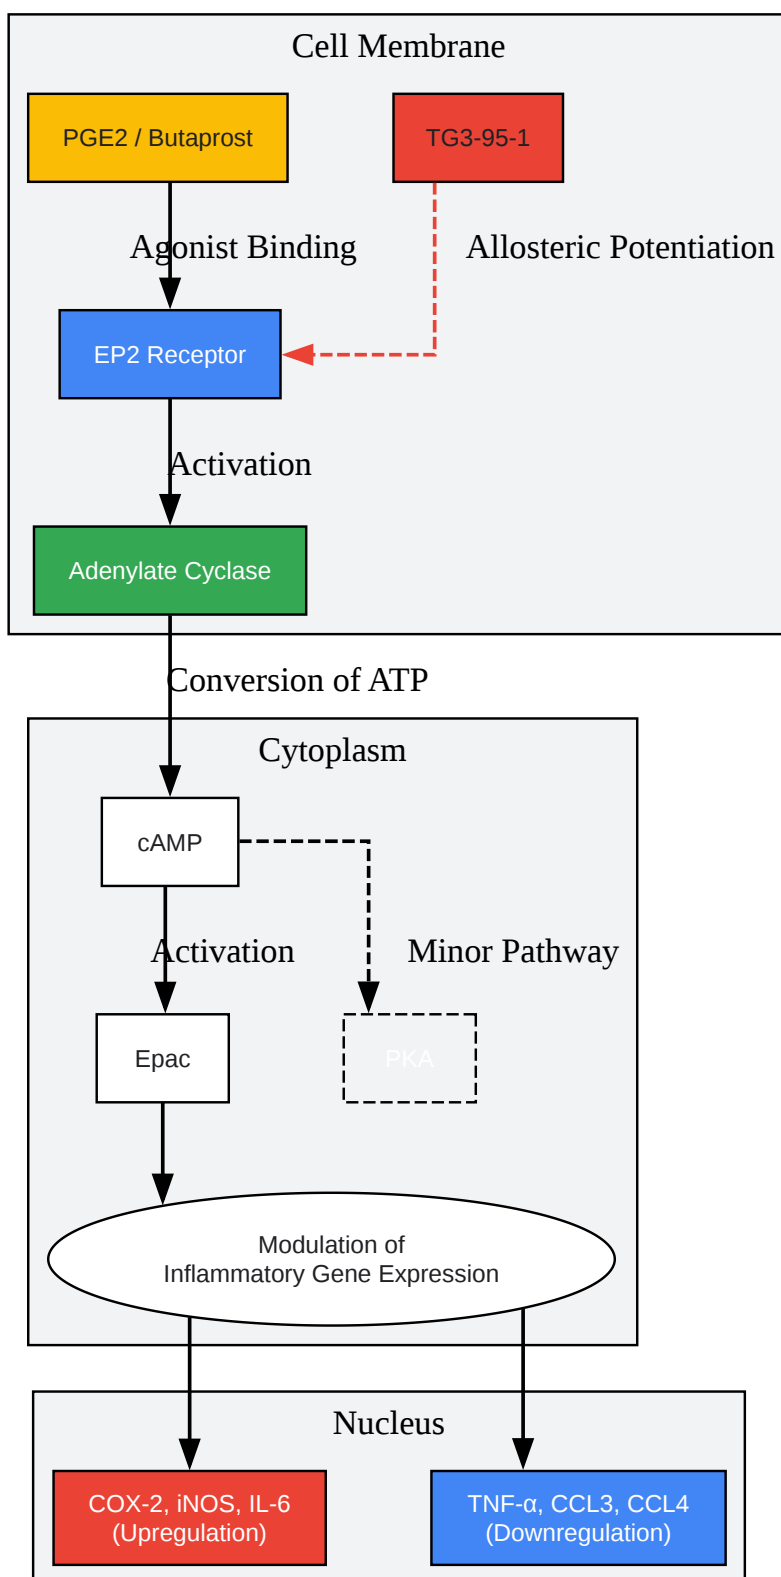 Cell Membrane
PGE2 / Butaprost
TG3-95-1
Agonist Binding
Allosteric Potentiation
EP2 Receptor
Activation
Adenylate Cyclase
Conversion of ATP
Cytoplasm
cAMP
Activation
Minor Pathway
Epac
PKA
Modulation of
Inflammatory Gene Expression
Nucleus
COX-2, iNOS, IL-6
(Upregulation)
TNF-α, CCL3, CCL4
(Downregulation)